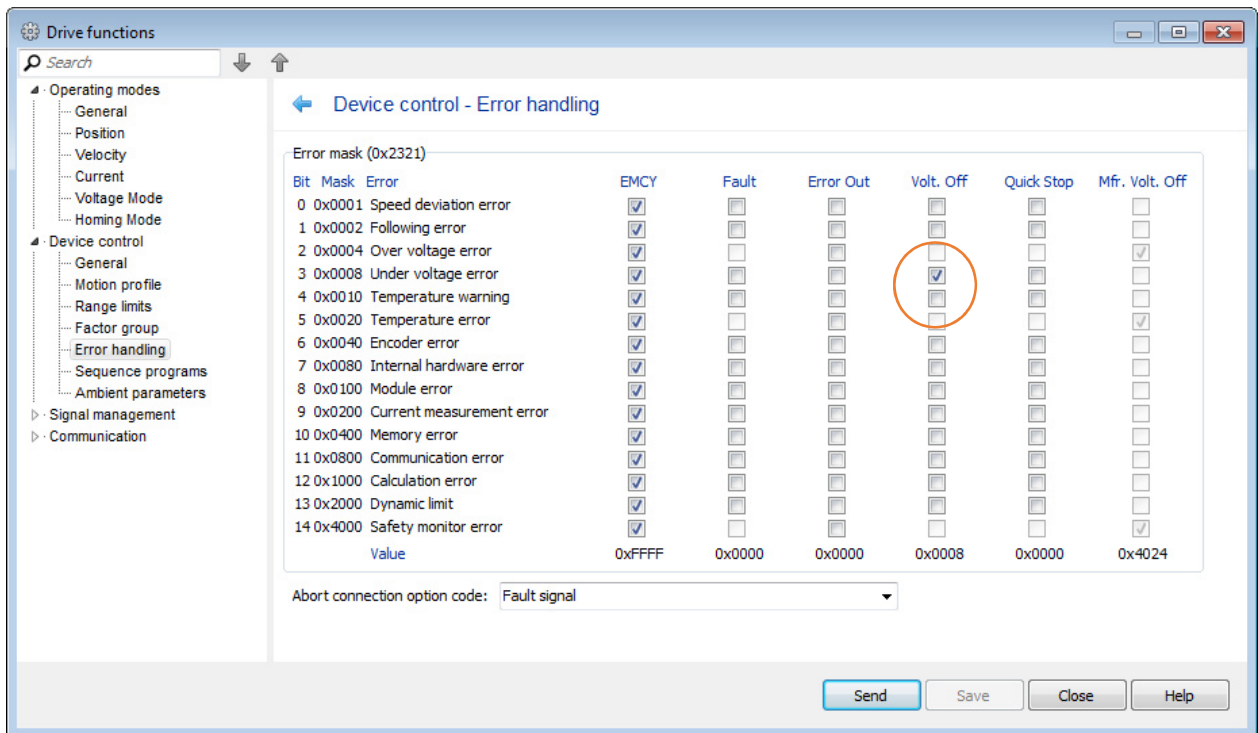 Drive functions
Search
Operating modes
General
Position
Velocity
Current
Voltage Mode
Homing Mode
Device control
General
Motion profile
Range limits
Factor group
Error handling
Sequence programs
Ambient parameters
Signal management
Communication
Device control - Error handling
Error mask (0x2321)
Bit Mask Error EMCY Fault Error Out Volt. Off Quick Stop Mfr. Volt. Off
0 0x0001 Speed deviation error
1 0x0002 Following error
2 0x0004 Over voltage error
3 0x0008 Under voltage error
4 0x0010 Temperature warning
5 0x0020 Temperature error
6 0x0040 Encoder error
7 0x0080 Internal hardware error
8 0x0100 Module error
9 0x0200 Current measurement error
10 0x0400 Memory error
11 0x0800 Communication error
12 0x1000 Calculation error
13 0x2000 Dynamic limit
14 0x4000 Safety monitor error
Value 0xFFFF 0x0000 0x0000 0x0008 0x0000 0x4024
Abort connection option code: Fault signal
Send Save Close Help